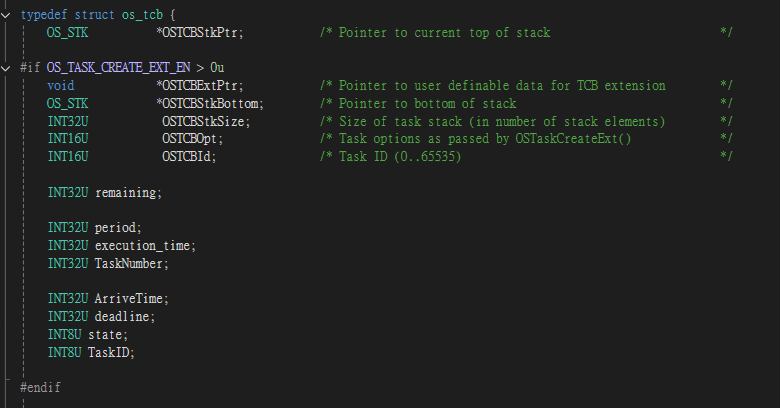 typedef struct os_tcb {
OS_STK *OSTCBStkPtr; /* Pointer to current top of stack */
#if OS_TASK_CREATE_EXT_EN > 0u
void *OSTCBExtPtr; /* Pointer to user definable data for TCB extension */
OS_STK *OSTCBStkBottom; /* Pointer to bottom of stack */
INT32U OSTCBStkSize; /* Size of task stack (in number of stack elements) */
INT16U OSTCBOpt; /* Task options as passed by OSTaskCreateExt() */
INT16U OSTCBId; /* Task ID (0..65535) */
INT32U remaining;
INT32U period;
INT32U execution_time;
INT32U TaskNumber;
INT32U ArriveTime;
INT32U deadline;
INT8U state;
INT8U TaskID;
#endif